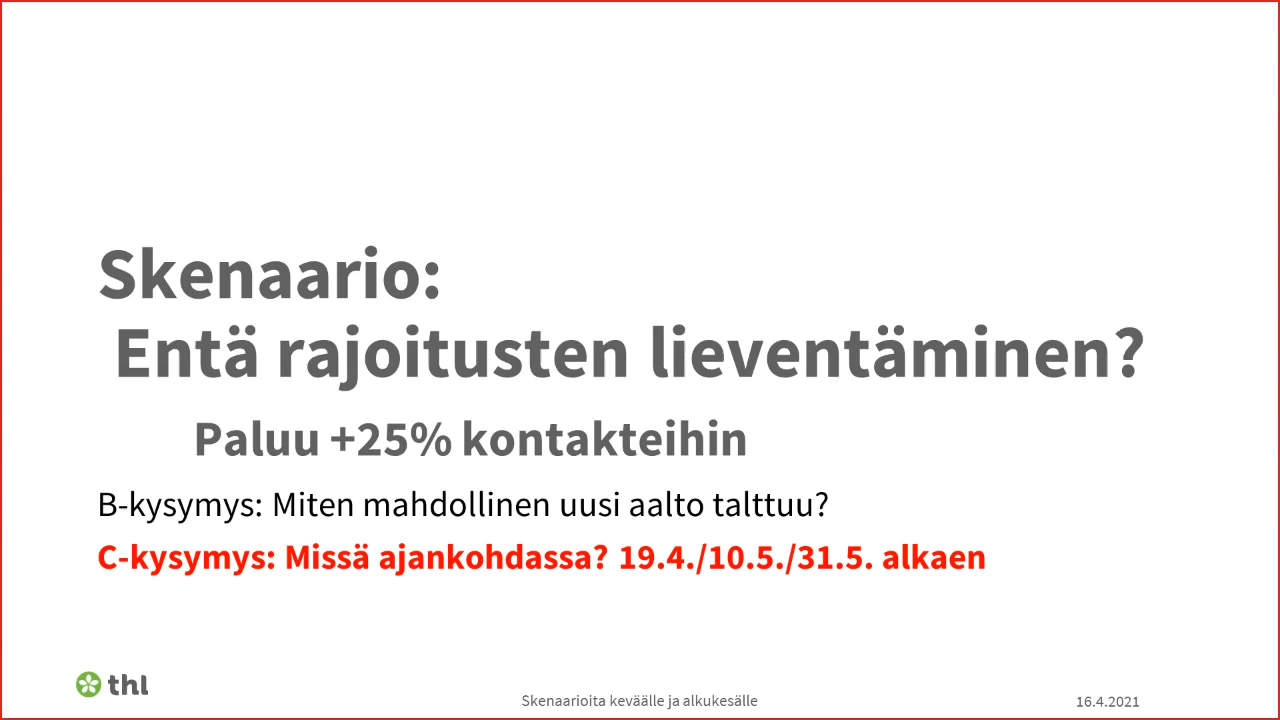 Skenaario:
Entä rajoitusten lieventäminen?
Paluu +25% kontakteihin
B-kysymys: Miten mahdollinen uusi aalto talttuu?
C-kysymys: Missä ajankohdassa? 19.4./10.5./31.5. alkaen
thl
Skenaarioita keväälle ja alkukesälle
16.4.2021